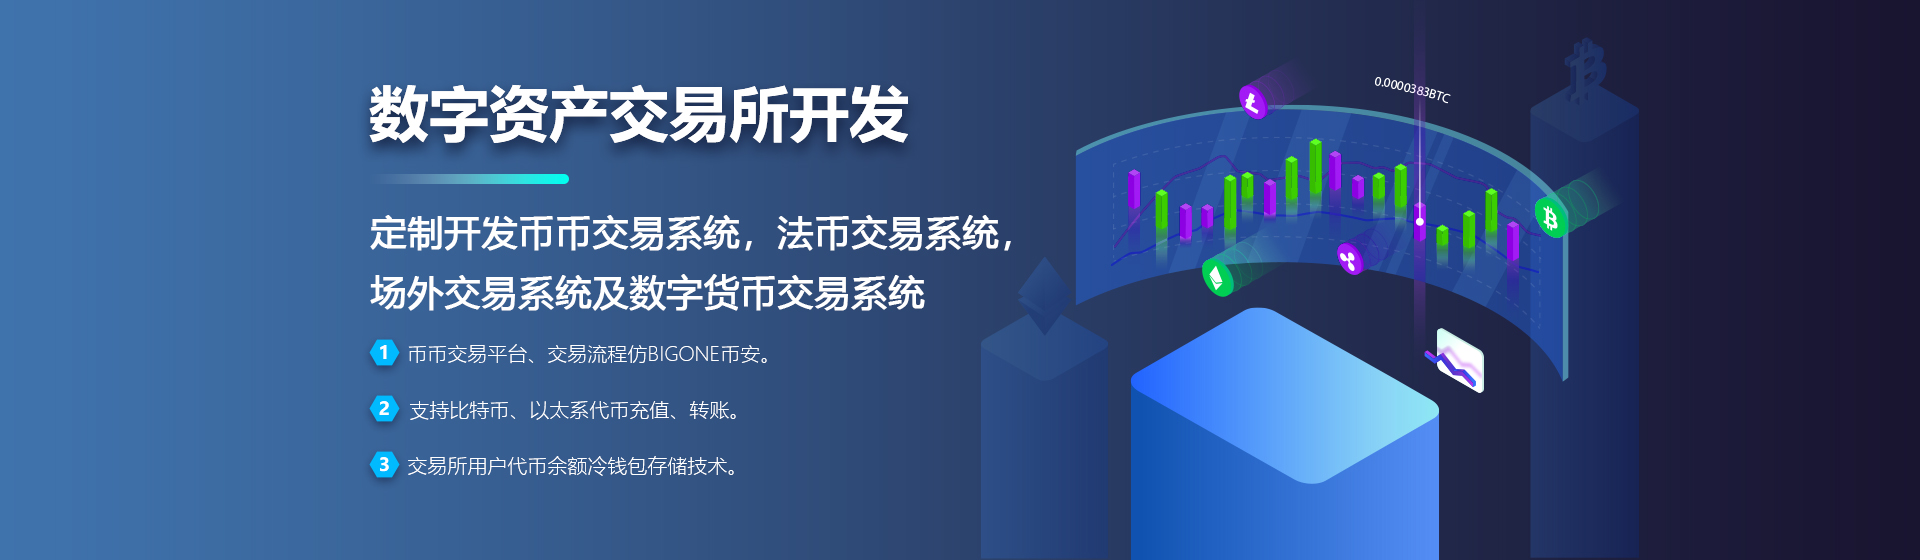 数字资产交易所开发
定制开发币币交易系统，法币交易系统，
场外交易系统及数字货币交易系统
1 币币交易平台、交易流程仿BIGONE币安。
2 支持比特币、以太系代币充值、转账。
3 交易所用户代币余额冷钱包存储技术。
0.0000383BTC